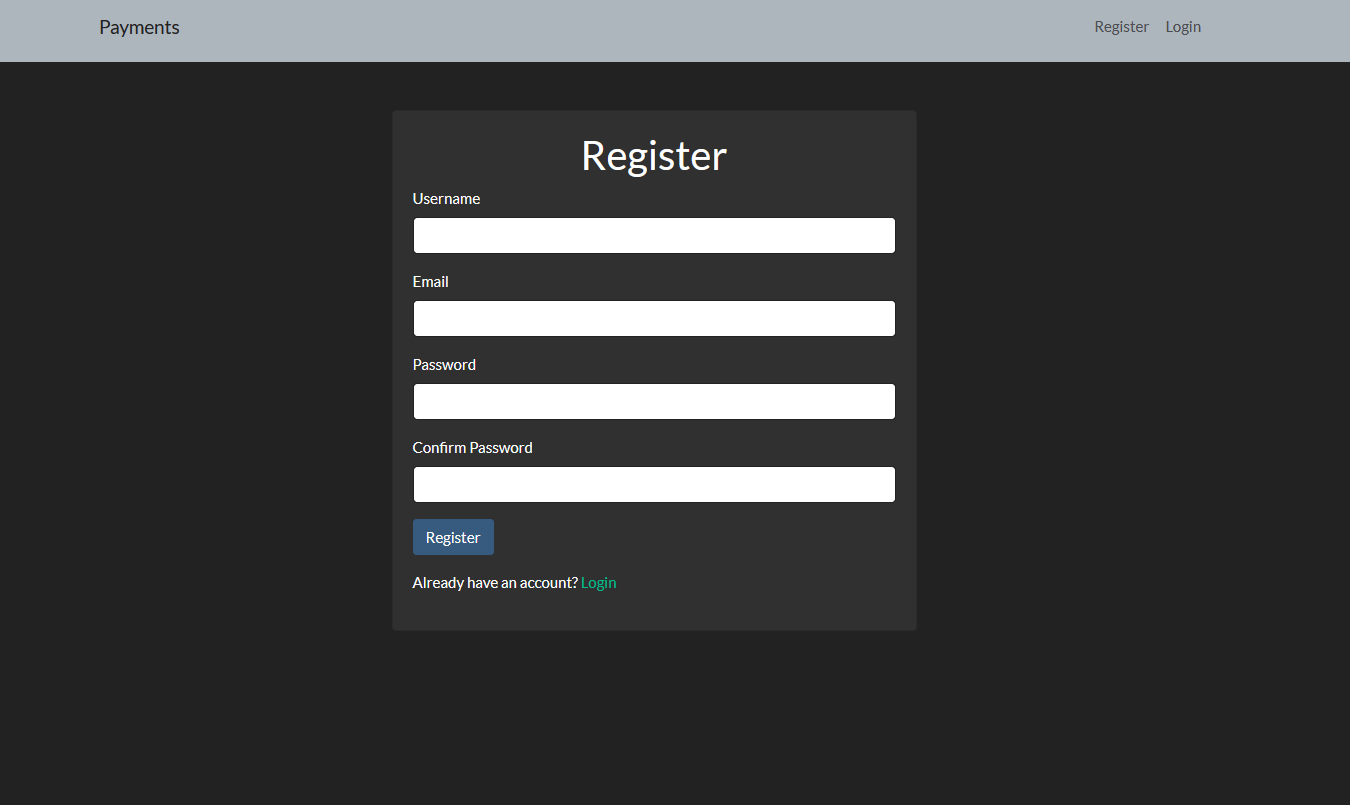 Payments
Register Login
Register
Username
Email
Password
Confirm Password
Register
Already have an account? Login